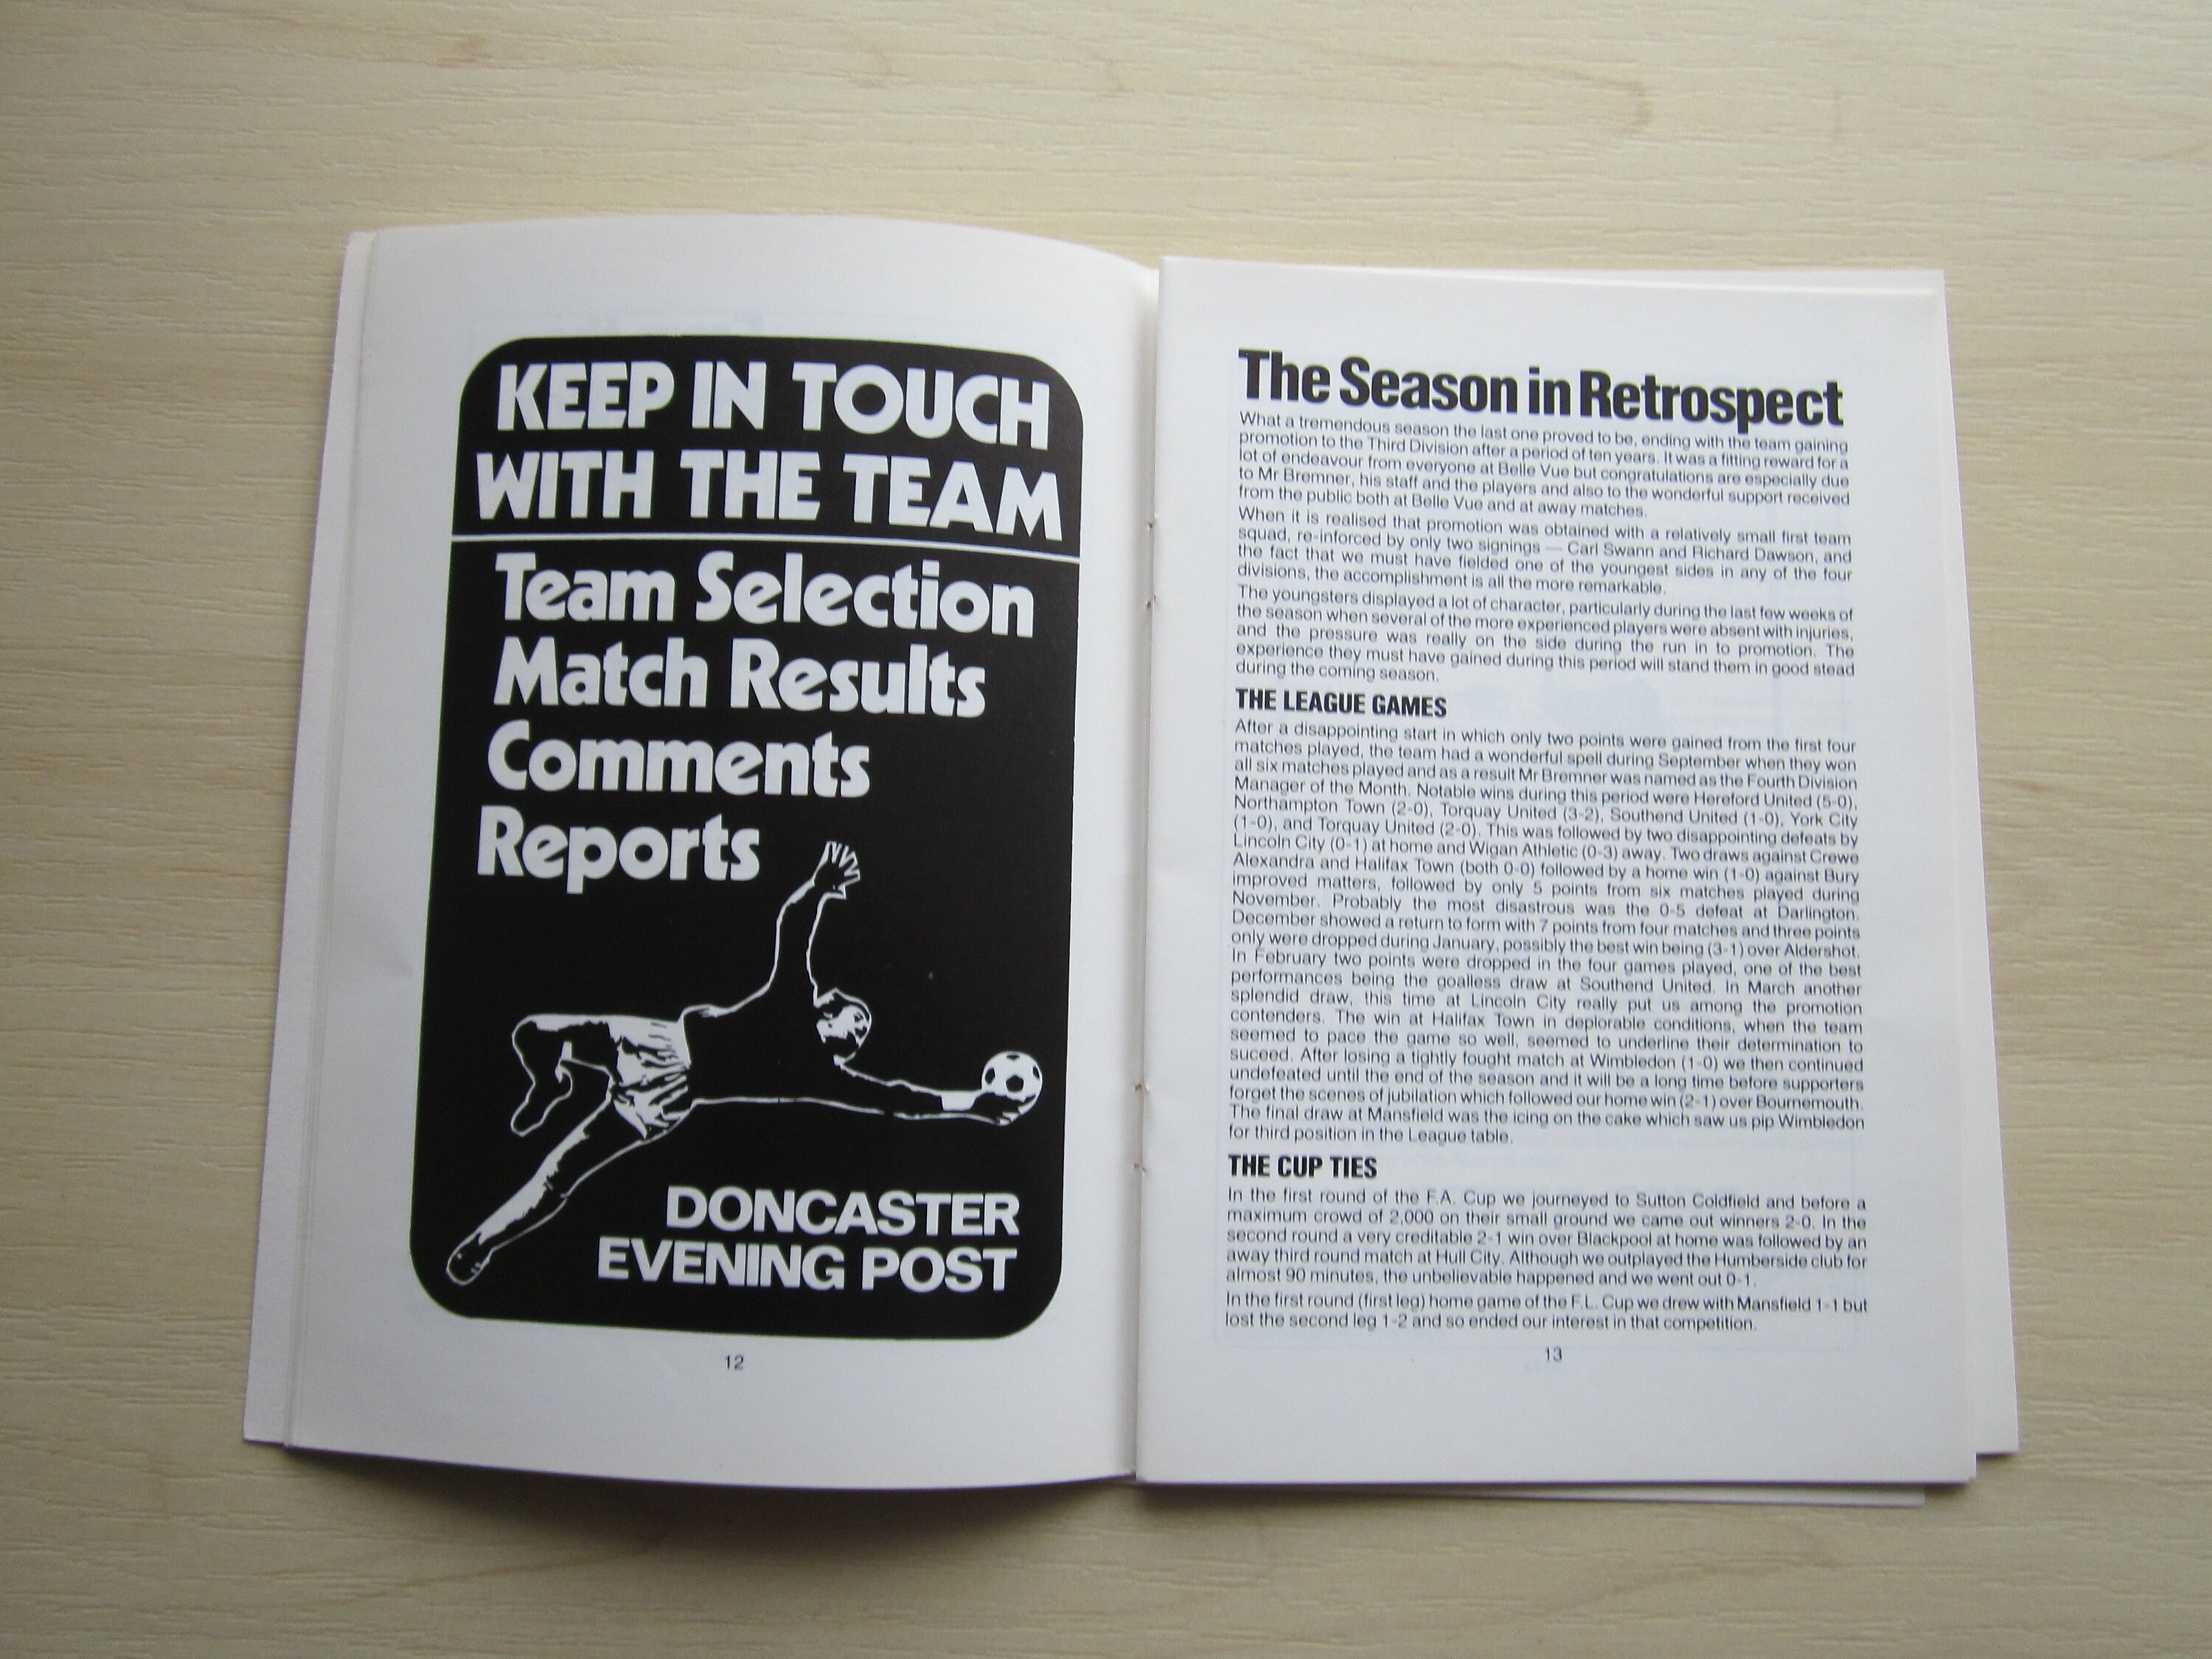 KEEP IN TOUCH
WITH THE TEAM
Team Selection
Match Results
Comments
Reports
DONCASTER
EVENING POST
12
The Season in Retrospect
What a tremendous season the last one proved to be, ending with the team gaining
promotion to the Third Division after a period of ten years. It was a fitting reward for a
lot of endeavour from everyone at Belle Vue but congratulations are especially due
to Mr Bremner, his staff and the players and also to the wonderful support received
from the public both at Belle Vue and at away matches.
When it is realised that promotion was obtained with a relatively small first team
squad, re-inforced by only two signings — Carl Swann and Richard Dawson, and
the fact that we must have fielded one of the youngest sides in any of the four
divisions, the accomplishment is all the more remarkable.
The youngsters displayed a lot of character, particularly during the last few weeks of
the season when several of the more experienced players were absent with injuries,
and the pressure was really on the side during the run in to promotion. The
experience they must have gained during this period will stand them in good stead
during the coming season.
THE LEAGUE GAMES
After a disappointing start in which only two points were gained from the first four
matches played, the team had a wonderful spell during September when they won
all six matches played and as a result Mr Bremner was named as the Fourth Division
Manager of the Month. Notable wins during this period were Hereford United (5-0),
Northampton Town (2-0), Torquay United (3-2), Southend United (1-0), York City
(1-0), and Torquay United (2-0). This was followed by two disappointing defeats by
Lincoln City (0-1) at home and Wigan Athletic (0-3) away. Two draws against Crewe
Alexandra and Halifax Town (both 0-0) followed by a home win (1-0) against Bury
improved matters, followed by only 5 points from six matches played during
November. Probably the most disastrous was the 0-5 defeat at Darlington.
December showed a return to form with 7 points from four matches and three points
only were dropped during January, possibly the best win being (3-1) over Aldershot.
In February two points were dropped in the four games played, one of the best
performances being the goalless draw at Southend United. In March another
splendid draw, this time at Lincoln City really put us among the promotion
contenders. The win at Halifax Town in deplorable conditions, when the team
seemed to pace the game so well, seemed to underline their determination to
suceed. After losing a tightly fought match at Wimbledon (1-0) we then continued
undefeated until the end of the season and it will be a long time before supporters
forget the scenes of jubilation which followed our home win (2-1) over Bournemouth.
The final draw at Mansfield was the icing on the cake which saw us pip Wimbledon
for third position in the League table.
THE CUP TIES
In the first round of the F.A. Cup we journeyed to Sutton Coldfield and before a
maximum crowd of 2,000 on their small ground we came out winners 2-0. In the
second round a very creditable 2-1 win over Blackpool at home was followed by an
away third round match at Hull City. Although we outplayed the Humberside club for
almost 90 minutes, the unbelievable happened and we went out 0-1.
In the first round (first leg) home game of the F.L. Cup we drew with Mansfield 1-1 but
lost the second leg 1-2 and so ended our interest in that competition.
13